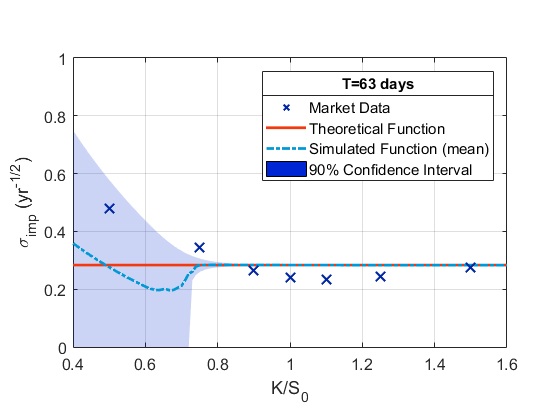 T=63 days
Market Data
Theoretical Function
Simulated Function (mean)
90% Confidence Interval
1
0.8
0.6
0.4
0.2
0
σimp (yr-1/2)
0.4 0.6 0.8 1 1.2 1.4 1.6
K/S0